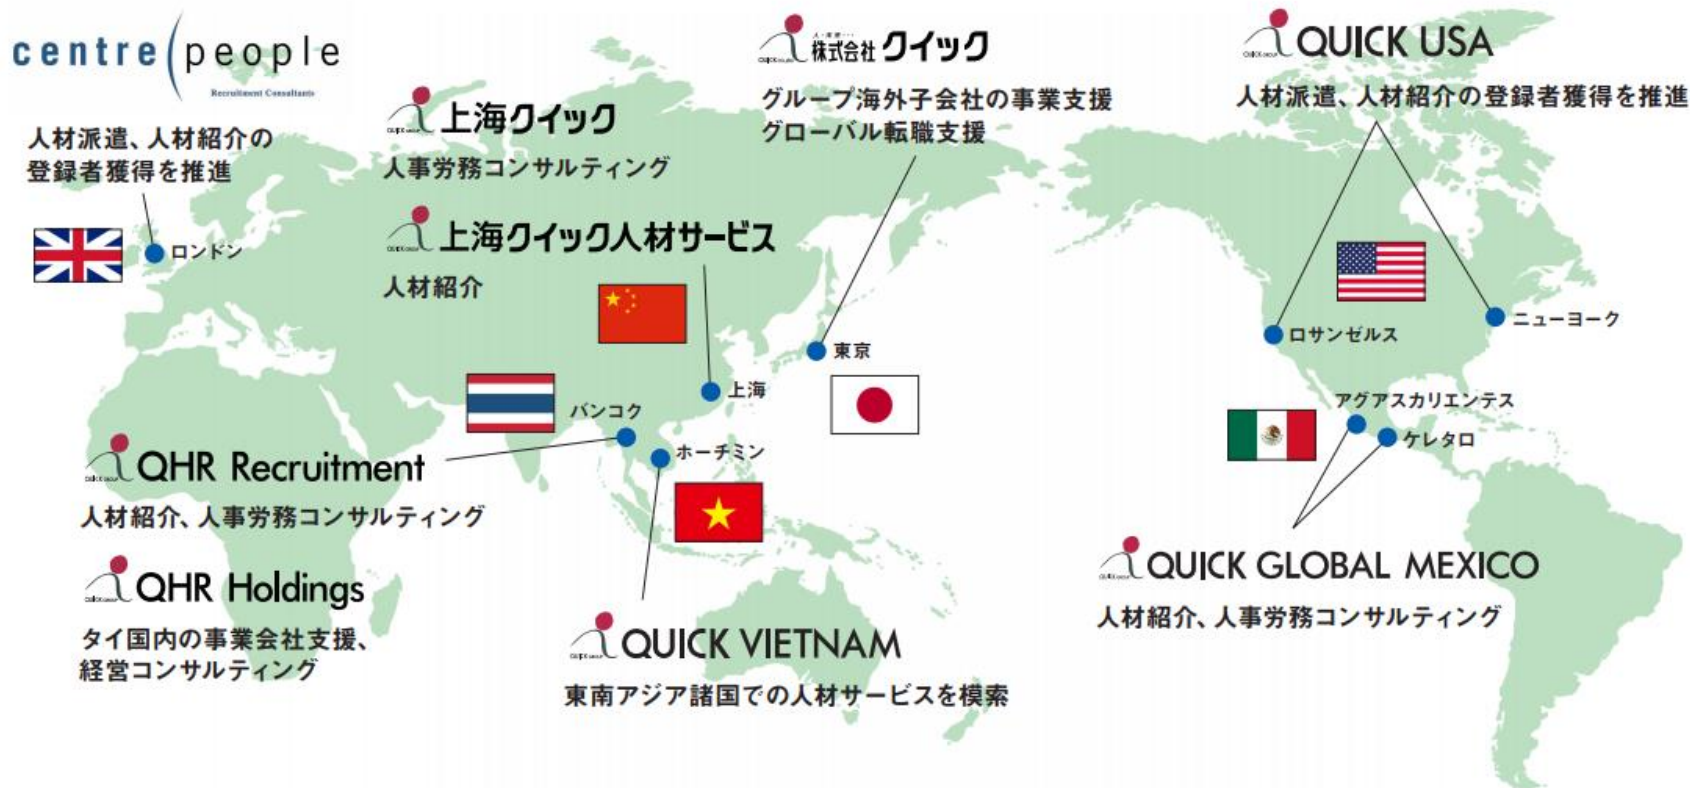 centre people
Recruitment Consultants
人材派遣、人材紹介の
登録者獲得を推進
ロンドン
上海クイック
人事労務コンサルティング
上海クイック人材サービス
人材紹介
上海
株式会社 クイック
グループ海外子会社の事業支援
グローバル転職支援
東京
QUICK USA
人材派遣、人材紹介の登録者獲得を推進
ロサンゼルス
ニューヨーク
バンコク
QHR Recruitment
人材紹介、人事労務コンサルティング
QHR Holdings
タイ国内の事業会社支援、
経営コンサルティング
ホーチミン
QUICK VIETNAM
東南アジア諸国での人材サービスを模索
アグアスカリエンテス
ケレタロ
QUICK GLOBAL MEXICO
人材紹介、人事労務コンサルティング